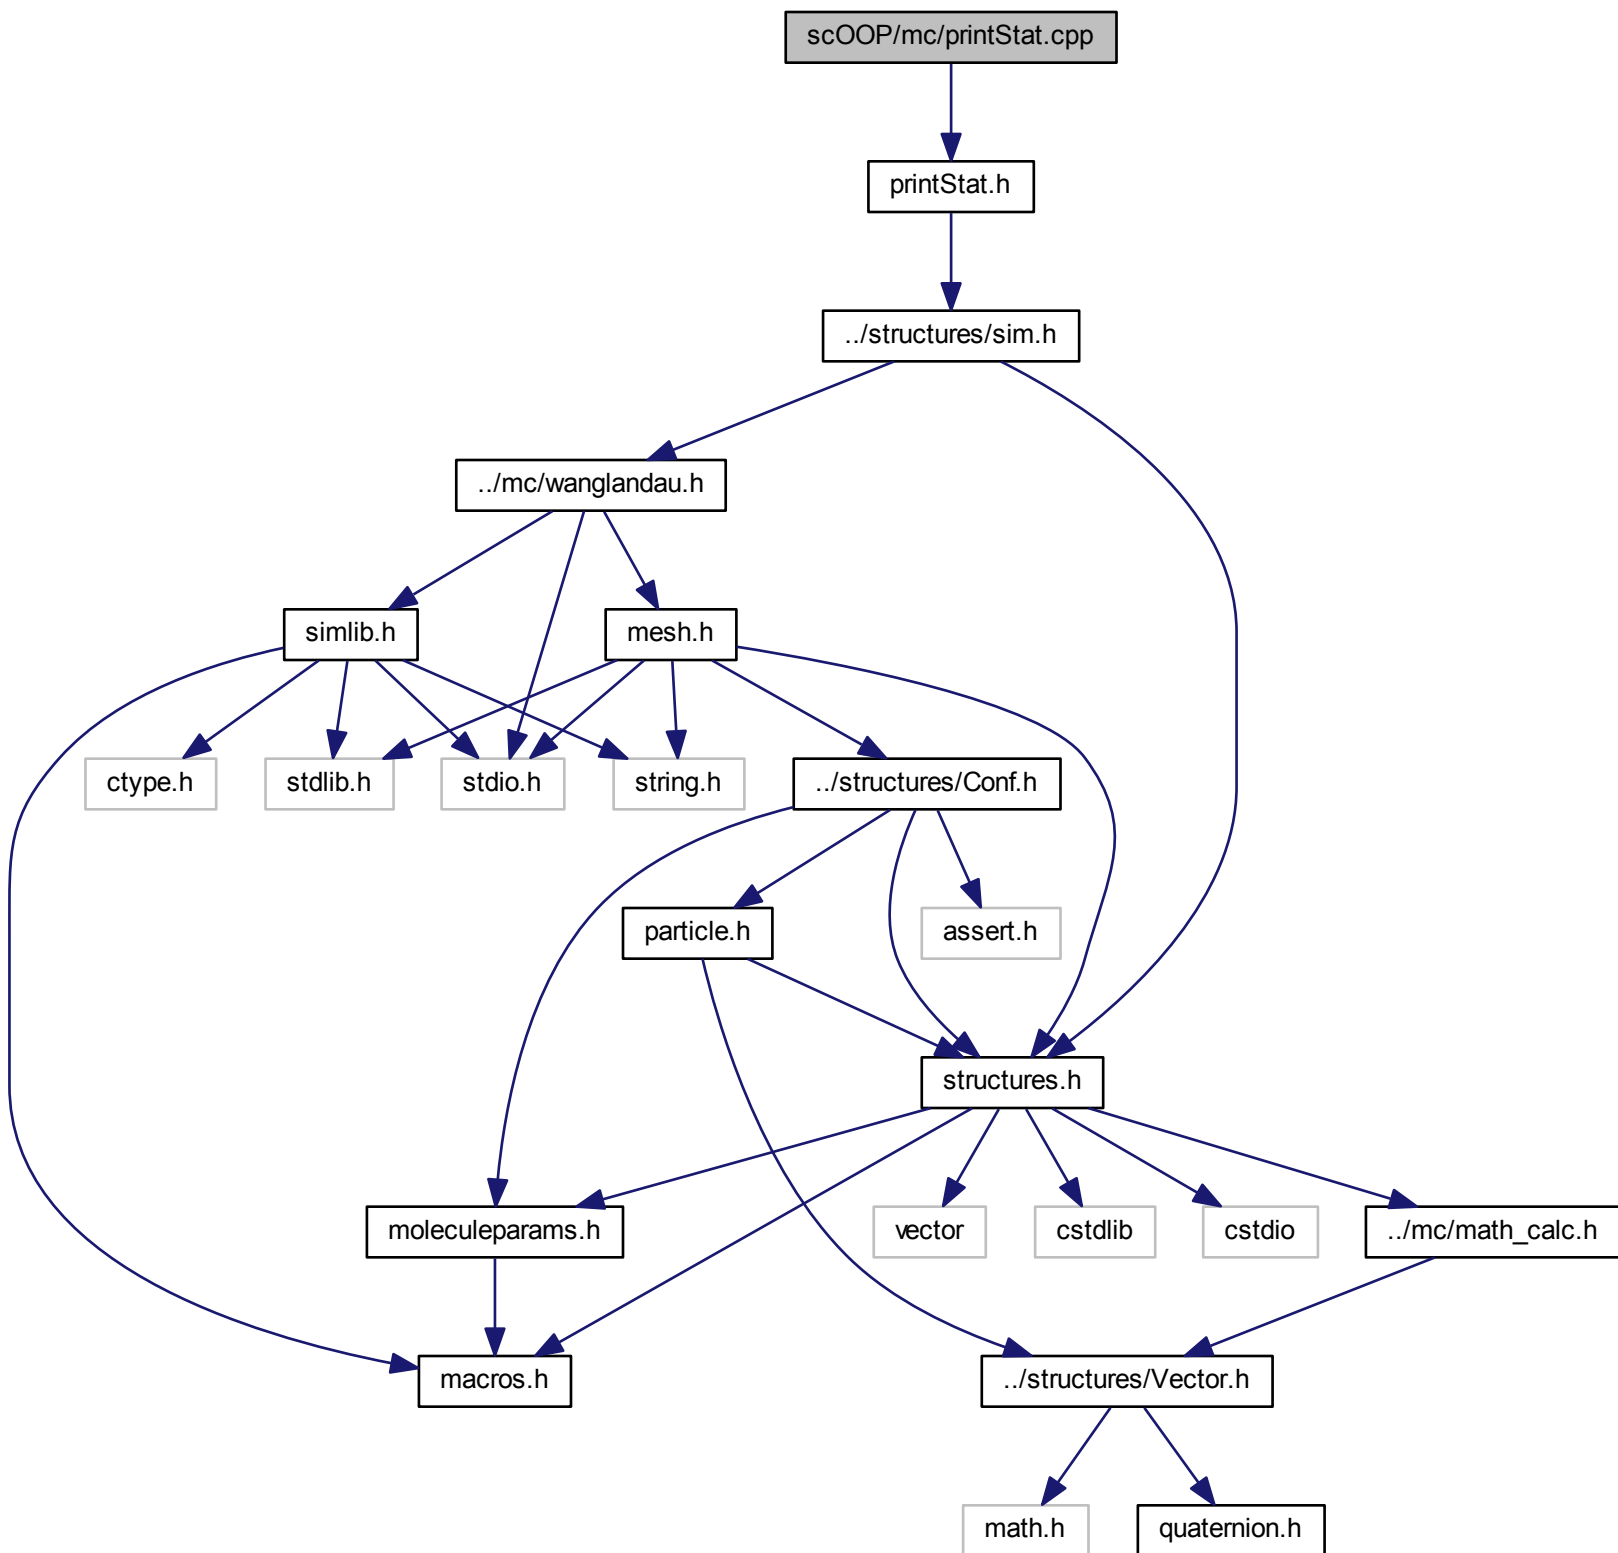 scOOP/mc/printStat.cpp
printStat.h
../structures/sim.h
../mc/wanglandau.h
simlib.h
mesh.h
ctype.h
stdlib.h
stdio.h
string.h
../structures/Conf.h
particle.h
assert.h
structures.h
moleculeparams.h
vector
cstdlib
cstdio
../mc/math_calc.h
macros.h
../structures/Vector.h
math.h
quaternion.h